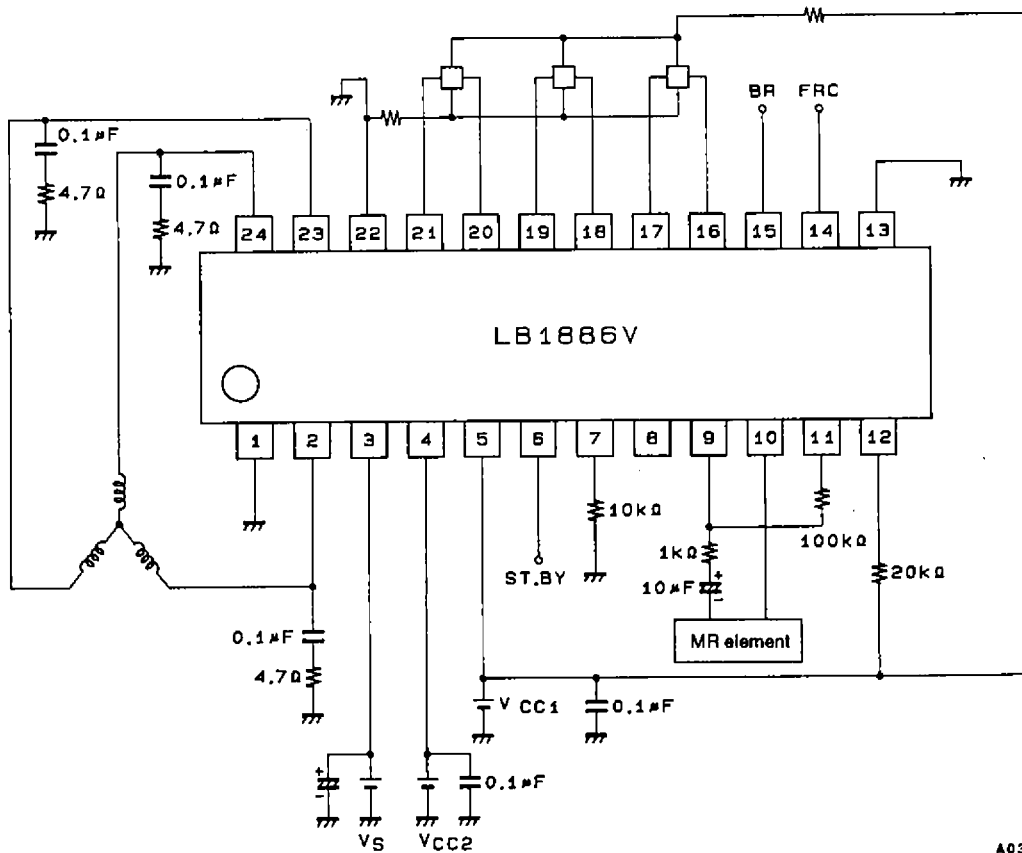 BR FRC
0.1µF
0.1µF
4.7Ω
4.7Ω
24 23 22 21 20 19 18 17 16 15 14 13
LB1886V
1 2 3 4 5 6 7 8 9 10 11 12
10kΩ
100kΩ
1kΩ
20kΩ
ST.BY
10µF
MR element
0.1µF
4.7Ω
VCC1
0.1µF
0.1µF
VS VCC2
A03